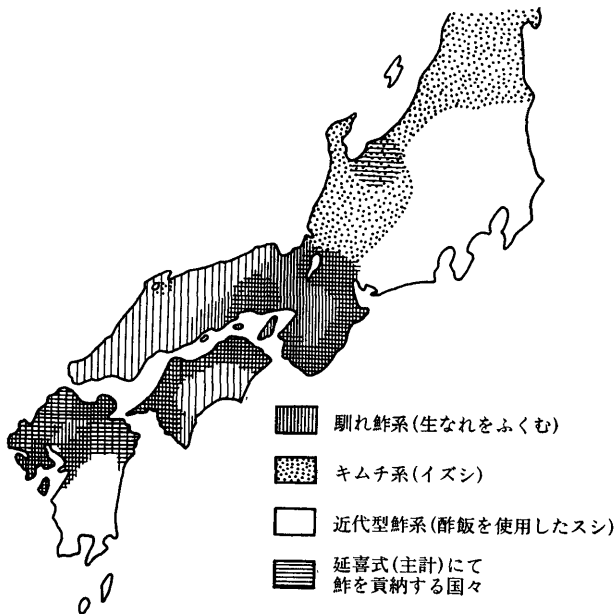 馴れ鮓系(生なれをふくむ)
キムチ系(イズシ)
近代型鮓系(酢飯を使用したスシ)
延喜式(主計)にて
鮓を貢納する国々